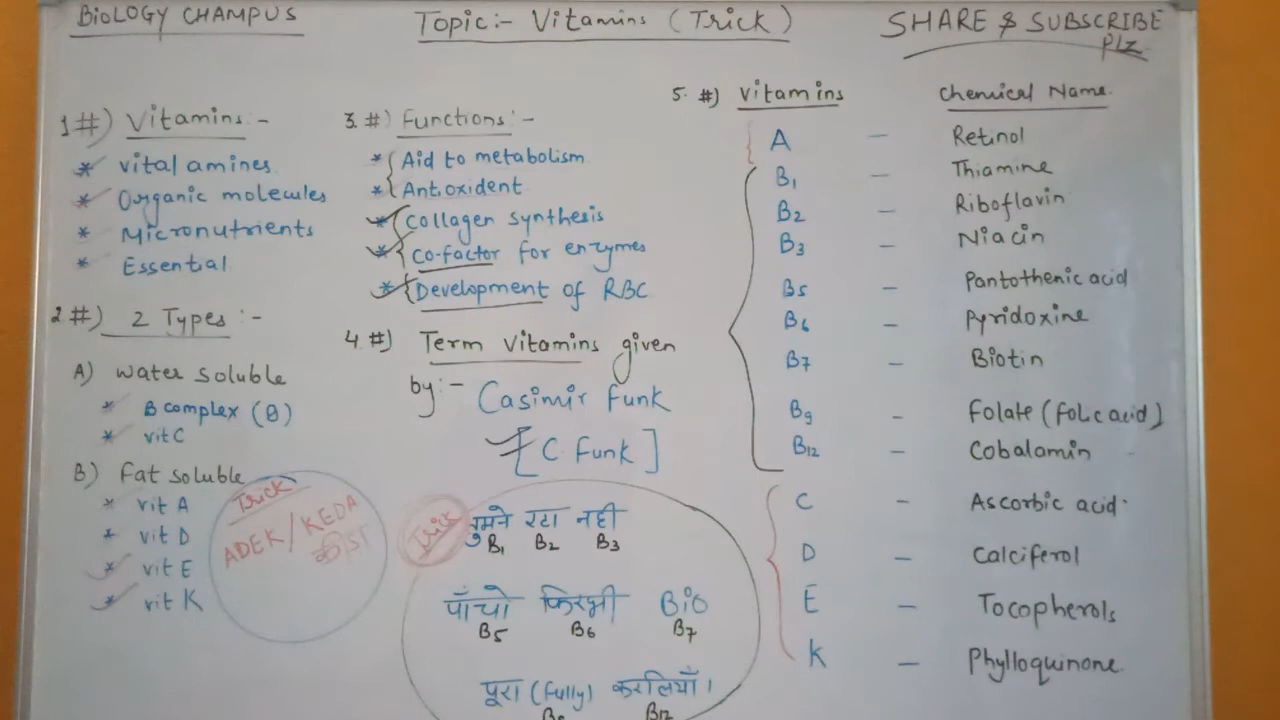 BIOLOGY CHAMPUS
Topic:- Vitamins (Trick)
SHARE & SUBSCRIBE
Plz
1 #) Vitamins:-
* Vital amines
* Organic molecules
* Micronutrients
* Essential
2 #) 2 Types:-
A) Water soluble
* B complex (8)
* vit C
B) Fat soluble
* vit A
* vit D
* vit E
* vit K
Trick
ADEK/KEDA
3. #) Functions:-
* Aid to metabolism
* Antioxident
* Collagen synthesis
* Co-factor for enzymes
* Development of RBC
4. #) Term Vitamins given
by:- Casimir Funk
[C Funk]
Trick
तुमने रटा नही
B1 B2 B3
पाँचो फिरभी Bio
B5 B6 B7
पूरा (Fully) करलियाँ।
B9 B12
5. #) Vitamins Chemical Name
A – Retinol
B1 – Thiamine
B2 – Riboflavin
B3 – Niacin
B5 – Pantothenic acid
B6 – Pyridoxine
B7 – Biotin
B9 – Folate (folic acid)
B12 – Cobalamin
C – Ascorbic acid
D – Calciferol
E – Tocopherols
K – Phylloquinone